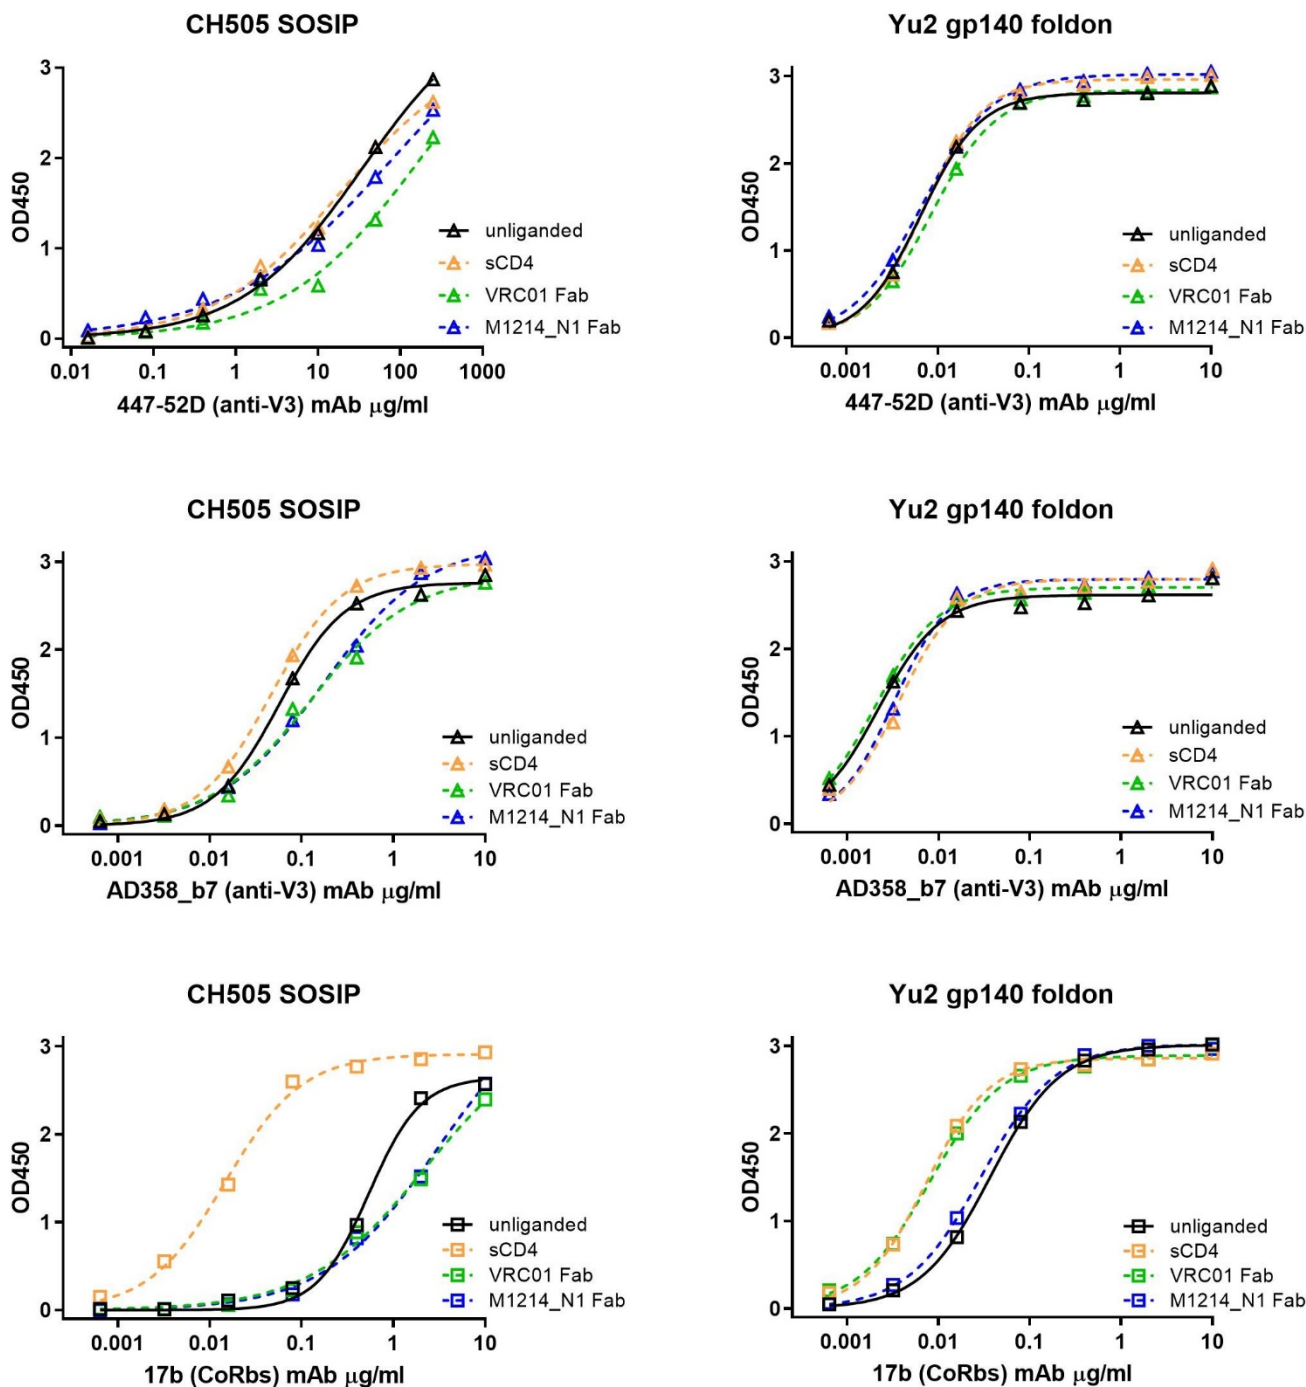 CH505 SOSIP
3
2
1
0
OD450
0.01 0.1 1 10 100 1000
447-52D (anti-V3) mAb μg/ml
unliganded
sCD4
VRC01 Fab
M1214_N1 Fab
Yu2 gp140 foldon
3
2
1
0
OD450
0.001 0.01 0.1 1 10
447-52D (anti-V3) mAb μg/ml
unliganded
sCD4
VRC01 Fab
M1214_N1 Fab
CH505 SOSIP
3
2
1
0
OD450
0.001 0.01 0.1 1 10
AD358_b7 (anti-V3) mAb μg/ml
unliganded
sCD4
VRC01 Fab
M1214_N1 Fab
Yu2 gp140 foldon
3
2
1
0
OD450
0.001 0.01 0.1 1 10
AD358_b7 (anti-V3) mAb μg/ml
unliganded
sCD4
VRC01 Fab
M1214_N1 Fab
CH505 SOSIP
3
2
1
0
OD450
0.001 0.01 0.1 1 10
17b (CoRbs) mAb μg/ml
unliganded
sCD4
VRC01 Fab
M1214_N1 Fab
Yu2 gp140 foldon
3
2
1
0
OD450
0.001 0.01 0.1 1 10
17b (CoRbs) mAb μg/ml
unliganded
sCD4
VRC01 Fab
M1214_N1 Fab